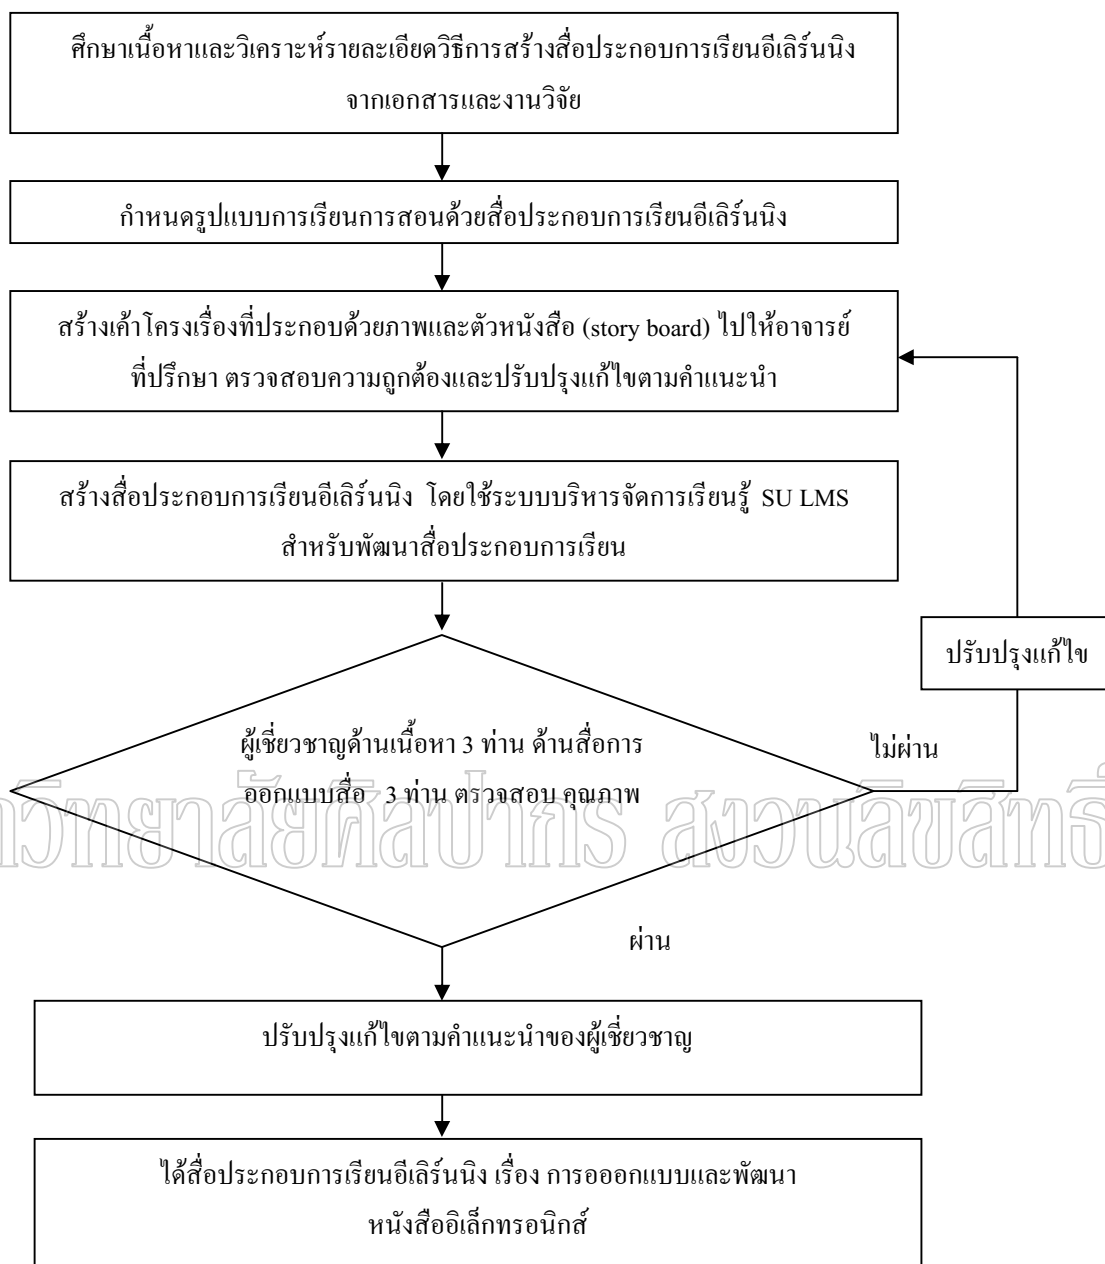 ศึกษาเนื้อหาและวิเคราะห์รายละเอียดวิธีการสร้างสื่อประกอบการเรียนอีเลิร์นนิง
จากเอกสารและงานวิจัย
กำหนดรูปแบบการเรียนการสอนด้วยสื่อประกอบการเรียนอีเลิร์นนิง
สร้างเค้าโครงเรื่องที่ประกอบด้วยภาพและตัวหนังสือ (story board) ไปให้อาจารย์
ที่ปรึกษา ตรวจสอบความถูกต้องและปรับปรุงแก้ไขตามคำแนะนำ
สร้างสื่อประกอบการเรียนอีเลิร์นนิง โดยใช้ระบบบริหารจัดการเรียนรู้ SU LMS
สำหรับพัฒนาสื่อประกอบการเรียน
ปรับปรุงแก้ไข
ผู้เชี่ยวชาญด้านเนื้อหา 3 ท่าน ด้านสื่อการ
ออกแบบสื่อ 3 ท่าน ตรวจสอบ คุณภาพ
ไม่ผ่าน
าวิทยาลัยศิลปากร สงวนลิขสิทธิ์
ผ่าน
ปรับปรุงแก้ไขตามคำแนะนำของผู้เชี่ยวชาญ
ได้สื่อประกอบการเรียนอีเลิร์นนิง เรื่อง การอออกแบบและพัฒนา
หนังสืออิเล็กทรอนิกส์